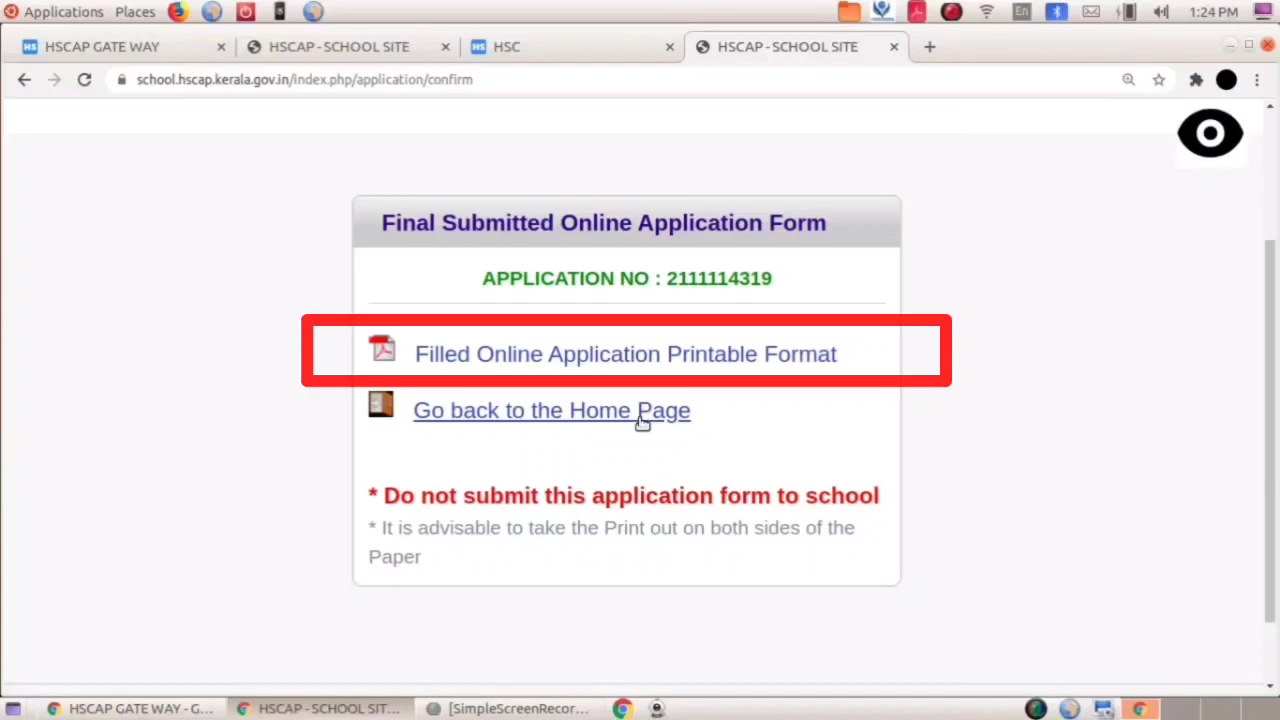 Applications Places En 1:24 PM
HS HSCAP GATE WAY HSCAP - SCHOOL SITE HS HSC HSCAP - SCHOOL SITE
school.hscap.kerala.gov.in/index.php/application/confirm
Final Submitted Online Application Form
APPLICATION NO : 2111114319
Filled Online Application Printable Format
Go back to the Home Page
* Do not submit this application form to school
* It is advisable to take the Print out on both sides of the
Paper
HSCAP GATE WAY - G... HSCAP - SCHOOL SIT... [SimpleScreenRecor...